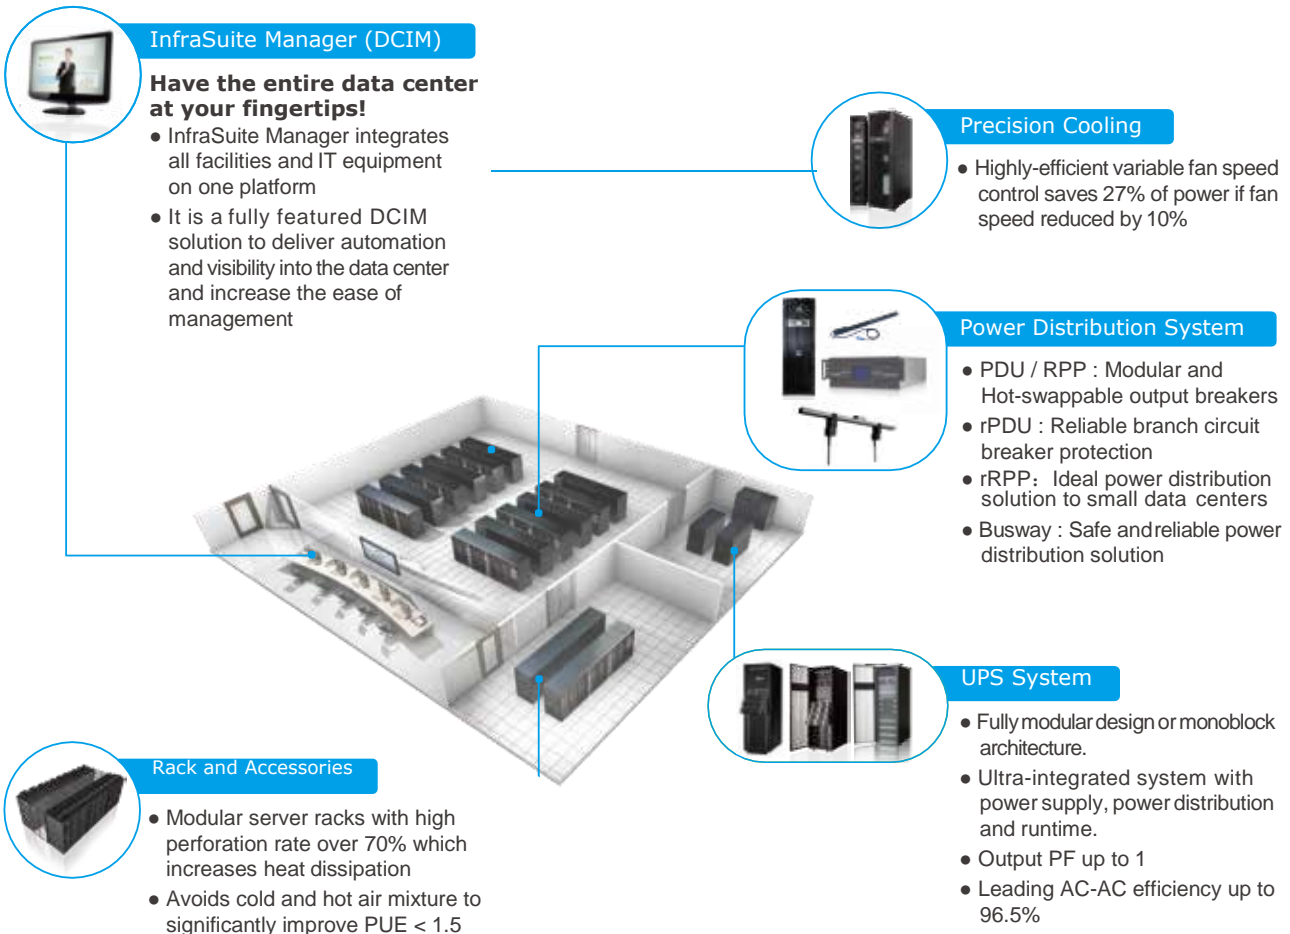 InfraSuite Manager (DCIM)
Have the entire data center
at your fingertips!
● InfraSuite Manager integrates
all facilities and IT equipment
on one platform
● It is a fully featured DCIM
solution to deliver automation
and visibility into the data center
and increase the ease of
management
Precision Cooling
● Highly-efficient variable fan speed
control saves 27% of power if fan
speed reduced by 10%
Power Distribution System
● PDU / RPP : Modular and
Hot-swappable output breakers
● rPDU : Reliable branch circuit
breaker protection
● rRPP：Ideal power distribution
solution to small data centers
● Busway : Safe and reliable power
distribution solution
UPS System
● Fully modular design or monoblock
architecture.
● Ultra-integrated system with
power supply, power distribution
and runtime.
● Output PF up to 1
● Leading AC-AC efficiency up to
96.5%
Rack and Accessories
● Modular server racks with high
perforation rate over 70% which
increases heat dissipation
● Avoids cold and hot air mixture to
significantly improve PUE < 1.5